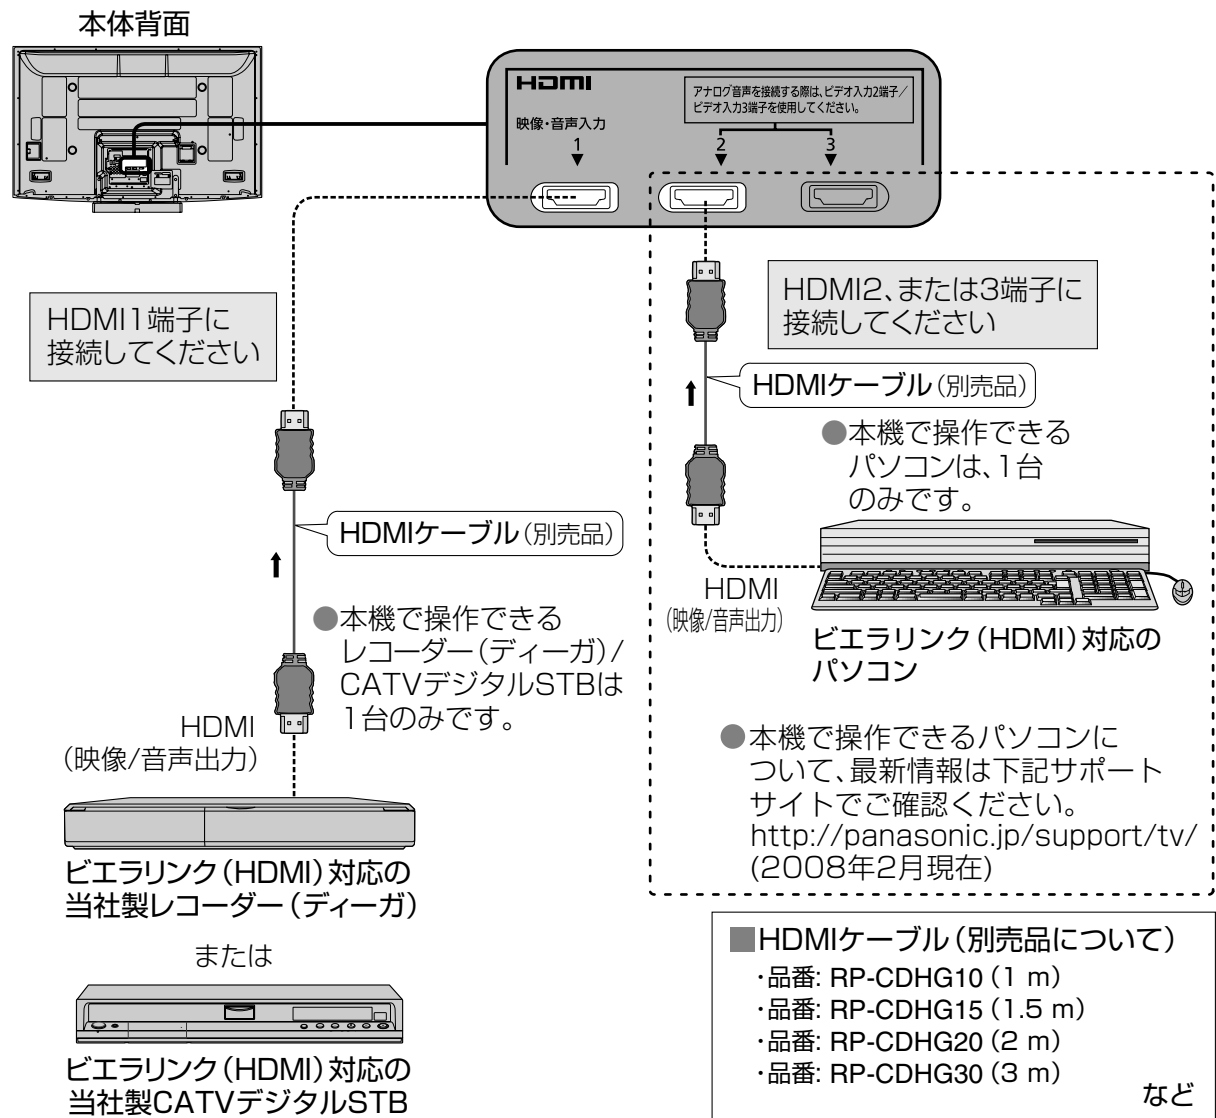 本体背面
HDMI
アナログ音声を接続する際は、ビデオ入力2端子/
ビデオ入力3端子を使用してください。
映像・音声入力
1
2
3
HDMI1端子に
接続してください
HDMI2、または3端子に
接続してください
HDMIケーブル(別売品)
●本機で操作できる
パソコンは、1台
のみです。
HDMIケーブル(別売品)
HDMI
(映像/音声出力)
ビエラリンク(HDMI)対応の
パソコン
●本機で操作できる
レコーダー(ディーガ)/
CATVデジタルSTBは
1台のみです。
HDMI
(映像/音声出力)
●本機で操作できるパソコンに
ついて、最新情報は下記サポート
サイトでご確認ください。
http://panasonic.jp/support/tv/
(2008年2月現在)
ビエラリンク(HDMI)対応の
当社製レコーダー(ディーガ)
または
ビエラリンク(HDMI)対応の
当社製CATVデジタルSTB
■HDMIケーブル(別売品について)
・品番: RP-CDHG10(1 m)
・品番: RP-CDHG15(1.5 m)
・品番: RP-CDHG20(2 m)
・品番: RP-CDHG30(3 m)
など